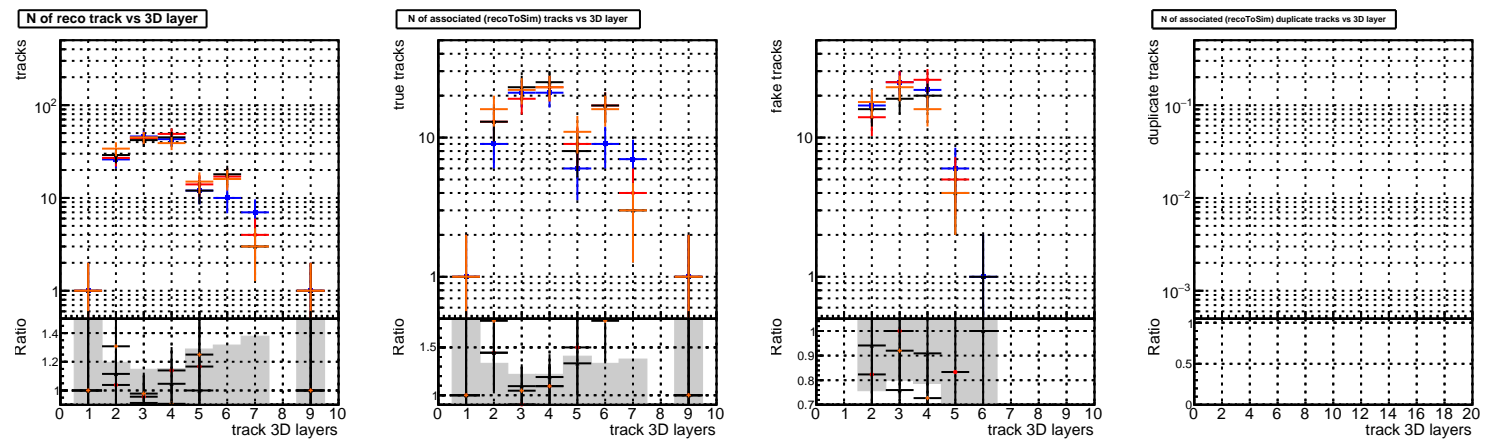 N of reco track vs 3D layer
tracks
10²
10
1
Ratio
1.4
1.2
1
0 1 2 3 4 5 6 7 8 9 10
track 3D layers
N of associated (recoToSim) tracks vs 3D layer
true tracks
10
1
Ratio
1.5
1
0 1 2 3 4 5 6 7 8 9 10
track 3D layers
fake tracks
10
1
Ratio
1
0.9
0.8
0.7
0 1 2 3 4 5 6 7 8 9 10
track 3D layers
N of associated (recoToSim) duplicate tracks vs 3D layer
duplicate tracks
10⁻¹
10⁻²
10⁻³
Ratio
1
0.5
0
0 2 4 6 8 10 12 14 16 18 20
track 3D layers